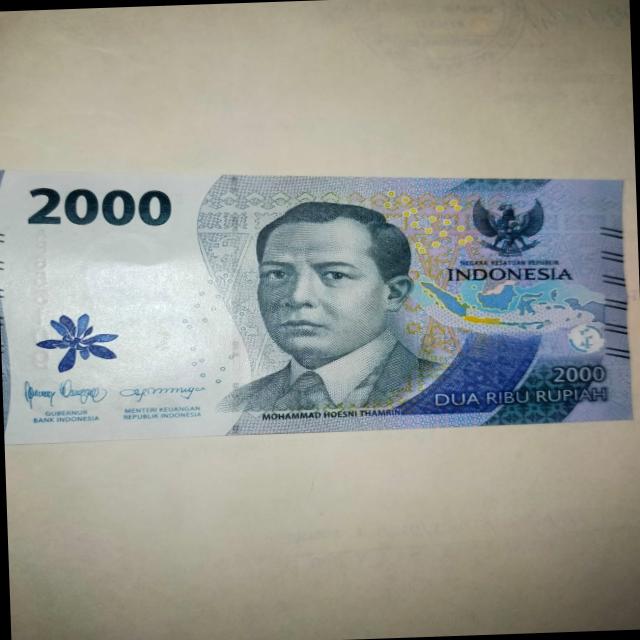 2000
NEGARA KESATUAN REPUBLIK
INDONESIA
GUBERNUR
BANK INDONESIA
MENTERI KEUANGAN
REPUBLIK INDONESIA
MOHAMMAD HOESNI THAMRIN
2000
DUA RIBU RUPIAH